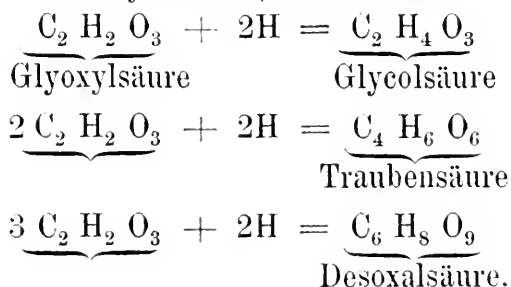 C₂ H₂ O₃ + 2H = C₂ H₄ O₃
Glyoxylsäure Glycolsäure
2 C₂ H₂ O₃ + 2H = C₄ H₆ O₆
Traubensäure
3 C₂ H₂ O₃ + 2H = C₆ H₈ O₉
Desoxalsäure.